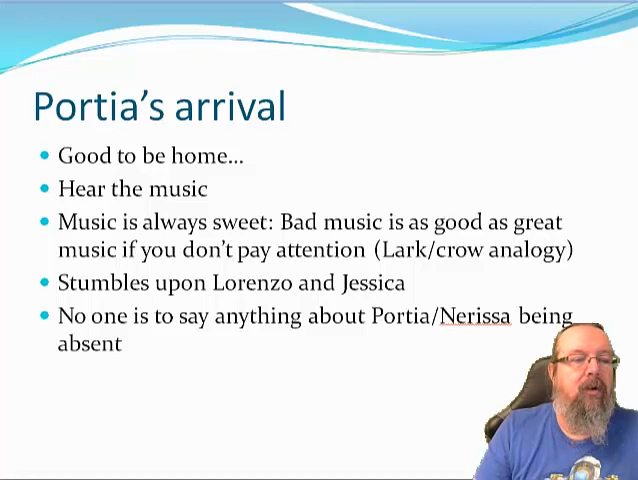 Portia's arrival
Good to be home...
Hear the music
Music is always sweet: Bad music is as good as great
music if you don't pay attention (Lark/crow analogy)
Stumbles upon Lorenzo and Jessica
No one is to say anything about Portia/Nerissa being
absent